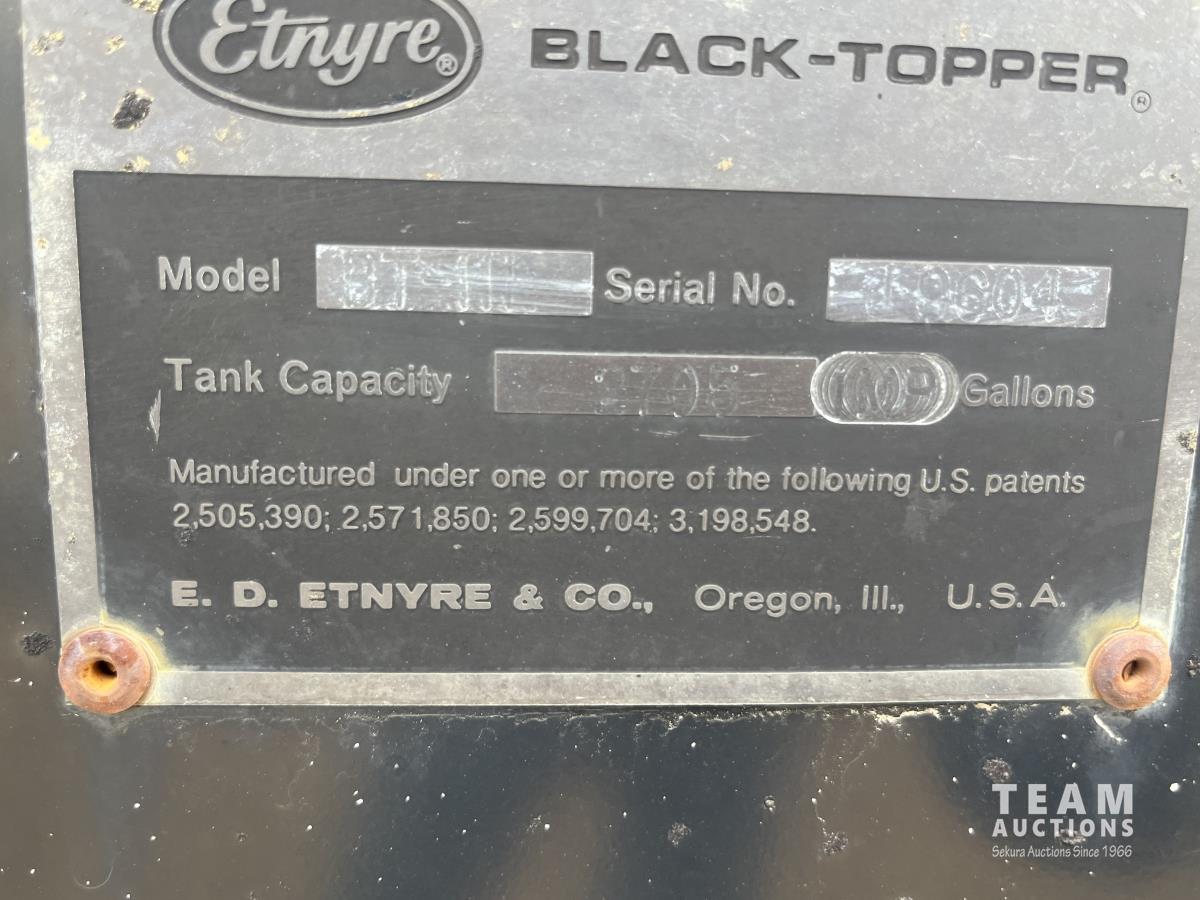 Etnyre® BLACK-TOPPER®
Model Serial No.
Tank Capacity Gallons
Manufactured under one or more of the following U.S. patents
2,505,390; 2,571,850; 2,599,704; 3,198,548.
E. D. ETNYRE & CO., Oregon, Ill., U.S.A.
TEAM
AUCTIONS
Sekura Auctions Since 1966